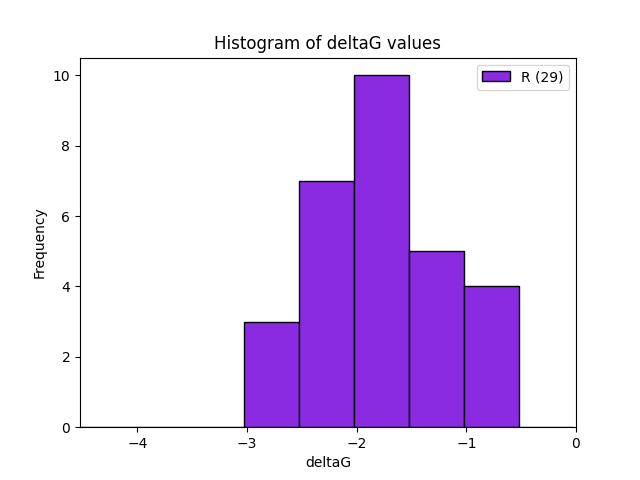 Histogram of deltaG values
R (29)
Frequency
10
8
6
4
2
0
−4
−3
−2
−1
0
deltaG